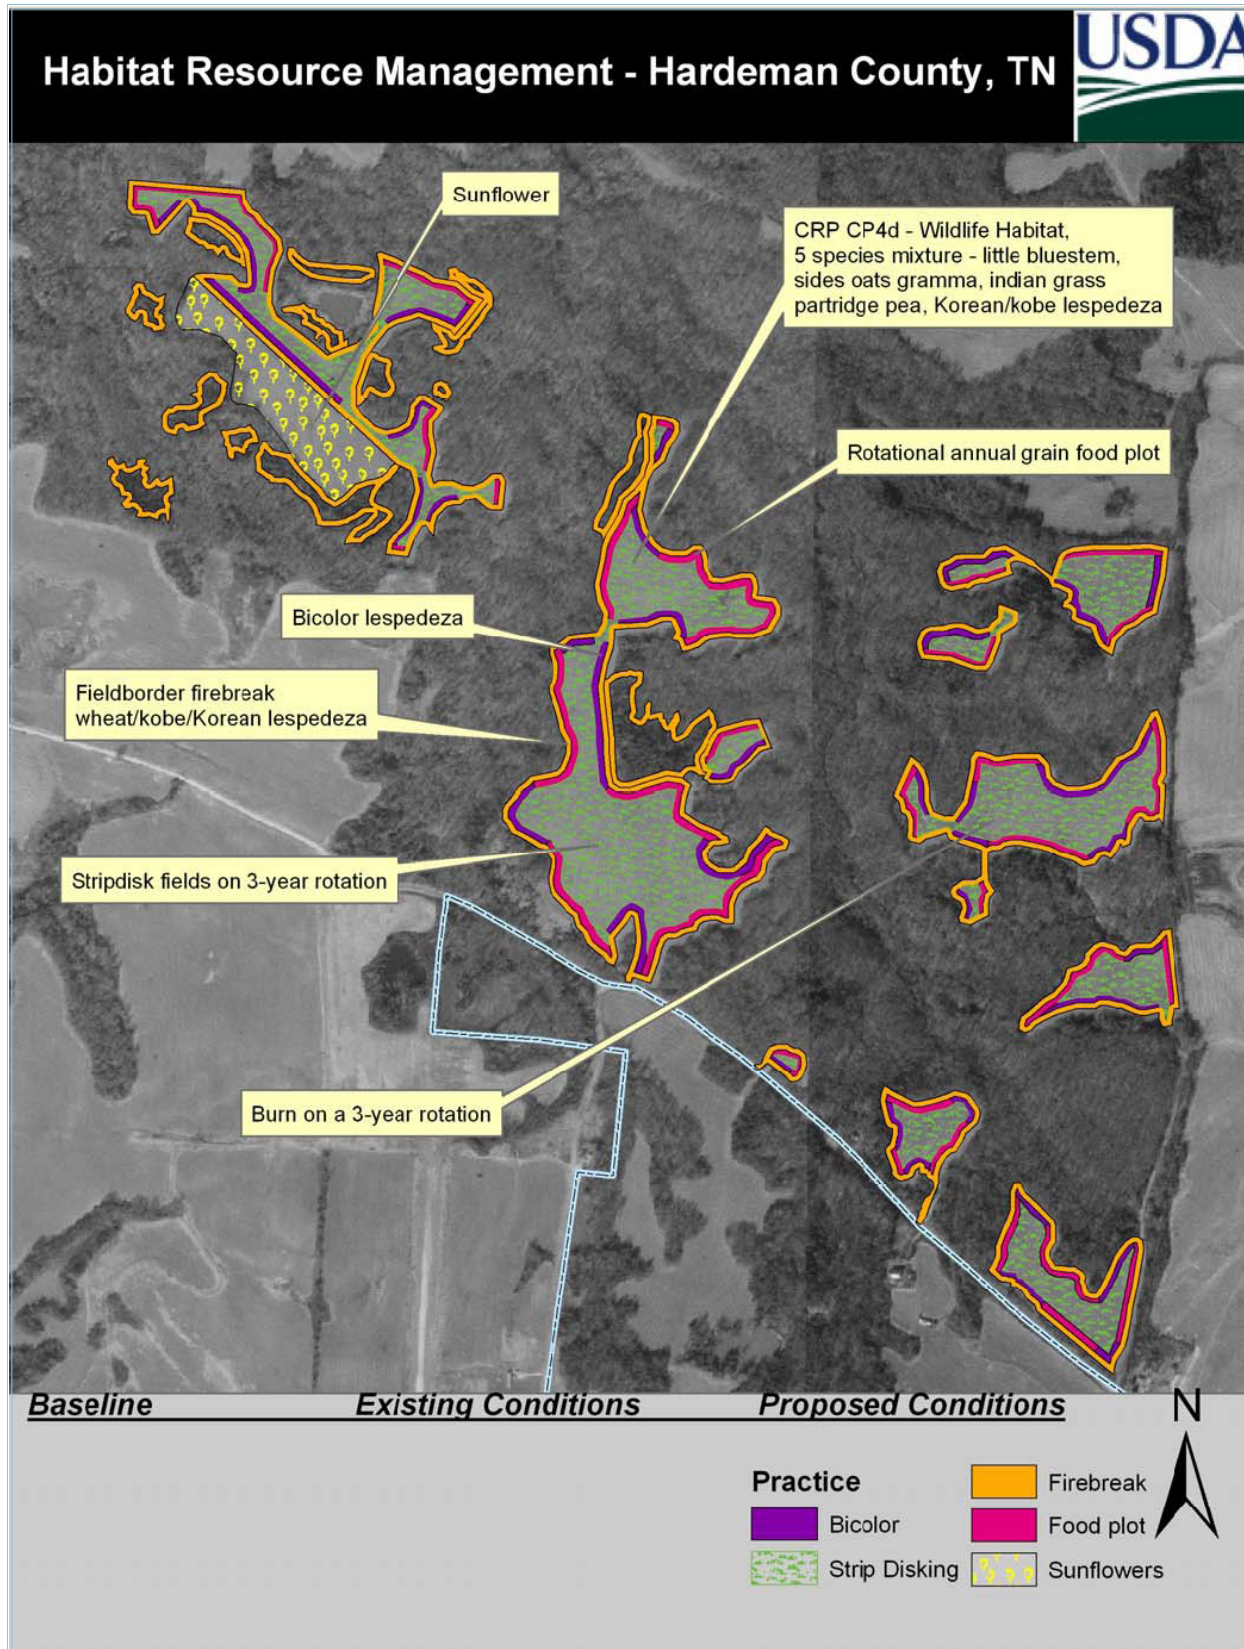 Habitat Resource Management - Hardeman County, TN
USDA
Sunflower
CRP CP4d - Wildlife Habitat,
5 species mixture - little bluestem,
sides oats gramma, indian grass
partridge pea, Korean/kobe lespedeza
Rotational annual grain food plot
Bicolor lespedeza
Fieldborder firebreak
wheat/kobe/Korean lespedeza
Stripdisk fields on 3-year rotation
Burn on a 3-year rotation
Baseline
Existing Conditions
Proposed Conditions
N
Practice
Bicolor
Strip Disking
Firebreak
Food plot
Sunflowers